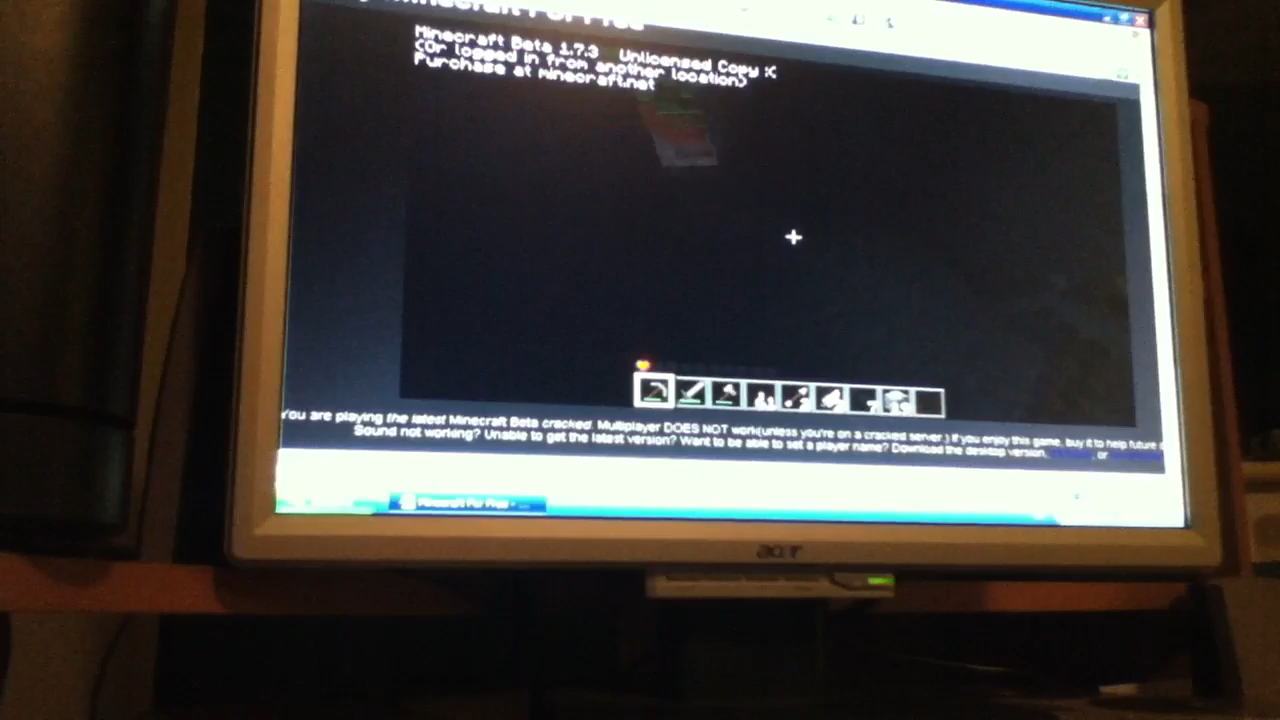 Minecraft For Free
Minecraft Beta 1.7.3 Unlicensed Copy :(
(Or logged in from another location)
Purchase at minecraft.net
You are playing the latest Minecraft Beta cracked. Multiplayer DOES NOT work(unless you're on a cracked server.) If you enjoy this game, buy it to help future
Sound not working? Unable to get the latest version? Want to be able to set a player name? Download the desktop version, or
Minecraft For Free - ...
acer